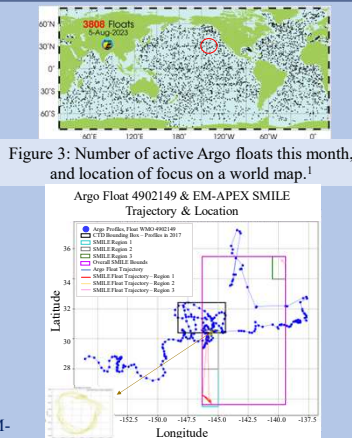 3808 Floats
5-Aug-2023
60˚N
30˚N
0˚
30˚S
60˚S
60˚E 120˚E 180˚W 120˚W 60˚W 0˚
Figure 3: Number of active Argo floats this month,
and location of focus on a world map.¹
Argo Float 4902149 & EM-APEX SMILE
Trajectory & Location
Argo Profiles, Float WMO 4902149
CTD Bounding Box – Profiles in 2017
SMILE Region 1
SMILE Region 2
SMILE Region 3
Overall SMILE Bounds
Argo Float Trajectory
SMILE Float Trajectory – Region 1
SMILE Float Trajectory – Region 2
SMILE Float Trajectory – Region 3
Latitude
36
34
32
30
28
-152.5 -150.0 -147.5 -145.0 -142.5 -140.0 -137.5
Longitude
M-